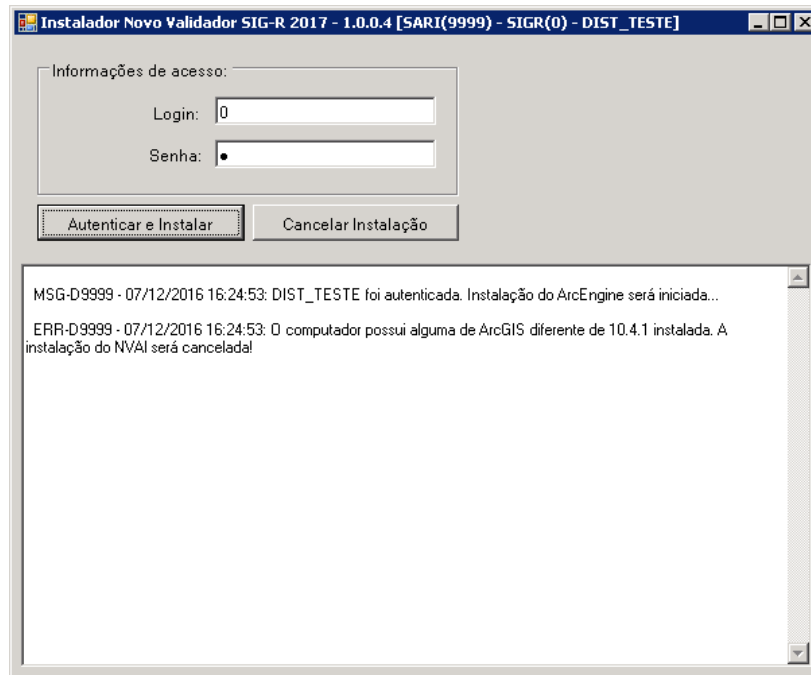 Instalador Novo Validador SIG-R 2017 - 1.0.0.4 [SARI(9999) - SIGR(0) - DIST_TESTE]
Informações de acesso:
Login: 0
Senha: •
Autenticar e Instalar Cancelar Instalação
MSG-D9999 - 07/12/2016 16:24:53: DIST_TESTE foi autenticada. Instalação do ArcEngine será iniciada...
ERR-D9999 - 07/12/2016 16:24:53: O computador possui alguma de ArcGIS diferente de 10.4.1 instalada. A
instalação do NVAI será cancelada!